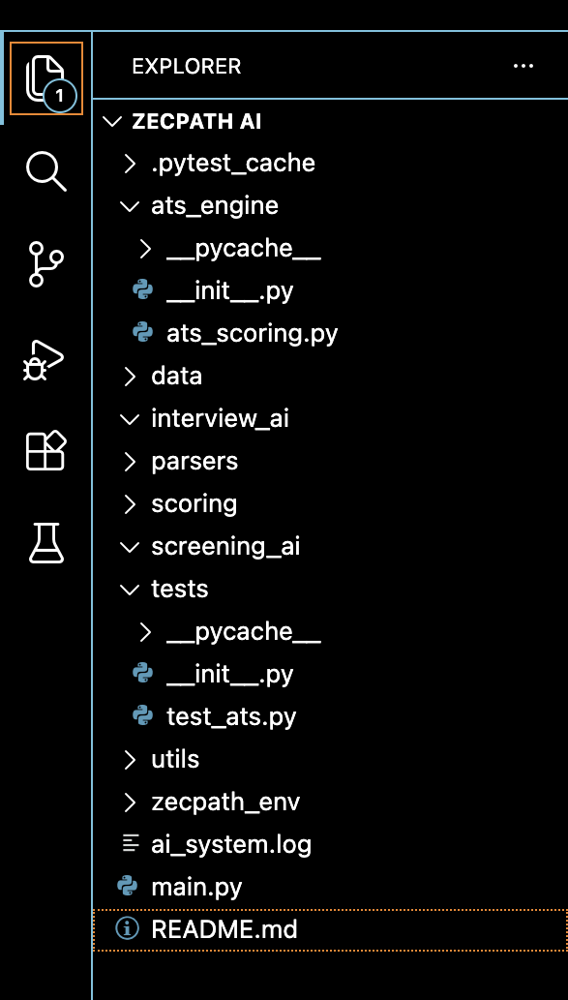 EXPLORER
1
ZECPATH AI
.pytest_cache
ats_engine
__pycache__
__init__.py
ats_scoring.py
data
interview_ai
parsers
scoring
screening_ai
tests
__pycache__
__init__.py
test_ats.py
utils
zecpath_env
ai_system.log
main.py
README.md